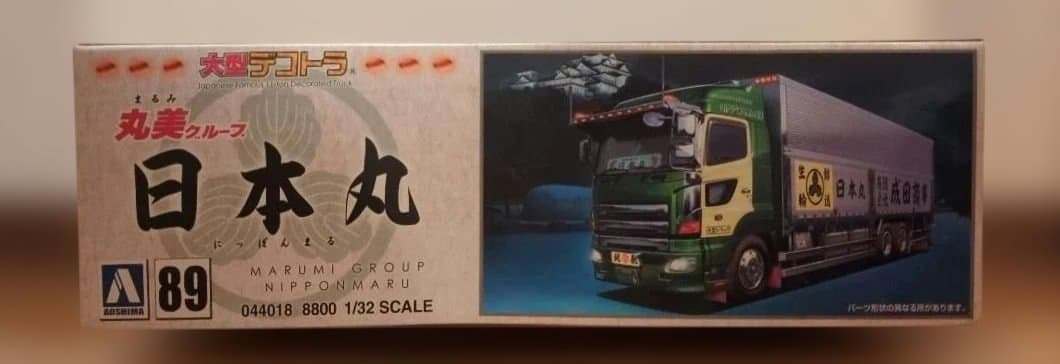 大型デコトラ®
Japanese Famous 11-ton Decorated Truck
まるみ
丸美グループ
日本丸
にっぽんまる
MARUMI GROUP
NIPPONMARU
AOSHIMA
89
044018 8800 1/32 SCALE
NIPPONMARU
日本丸
成田商事
パーツ形状の異なる所があります。